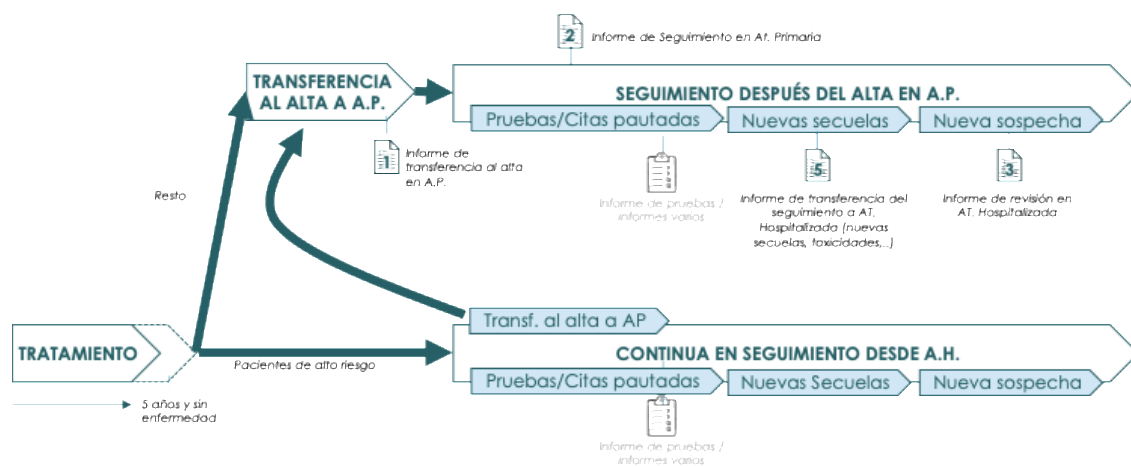 2
Informe de Seguimiento en At. Primaria
TRANSFERENCIA
AL ALTA A A.P.
SEGUIMIENTO DESPUÉS DEL ALTA EN A.P.
Pruebas/Citas pautadas
Nuevas secuelas
Nueva sospecha
1
Informe de
transferencia al alta
en A.P.
5
3
Resto
Informe de pruebas /
informes varios
Informe de transferencia del
seguimiento a AT.
Hospitalizada (nuevas
secuelas, toxicidades,..)
Informe de revisión en
AT. Hospitalizada
Transf. al alta a AP
TRATAMIENTO
CONTINUA EN SEGUIMIENTO DESDE A.H.
Pacientes de alto riesgo
Pruebas/Citas pautadas
Nuevas Secuelas
Nueva sospecha
5 años y sin
enfermedad
Informe de pruebas /
informes varios